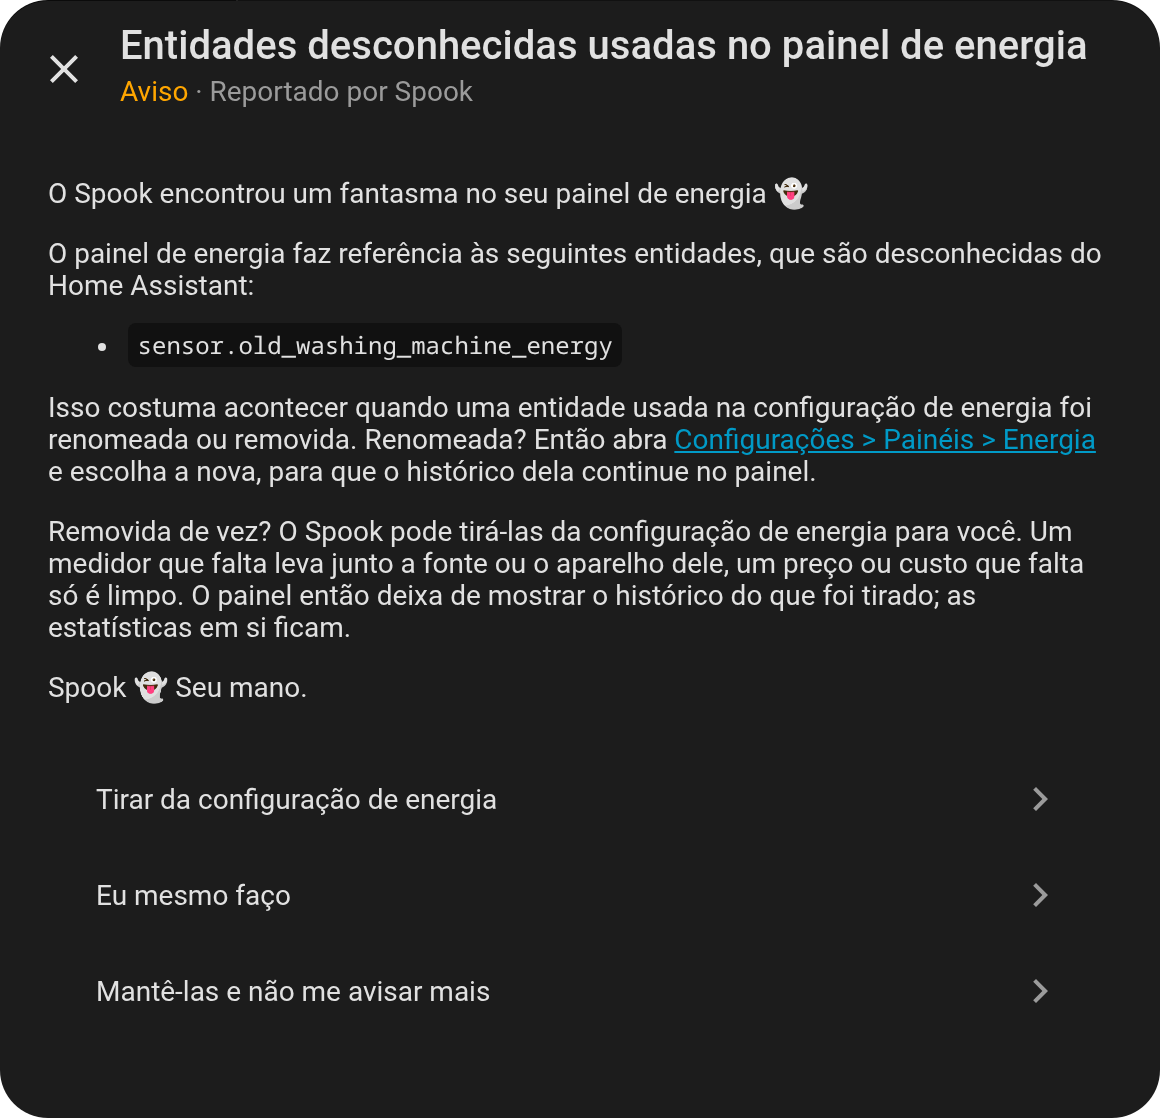 Entidades desconhecidas usadas no painel de energia
Aviso · Reportado por Spook
O Spook encontrou um fantasma no seu painel de energia 👻
O painel de energia faz referência às seguintes entidades, que são desconhecidas do
Home Assistant:
• sensor.old_washing_machine_energy
Isso costuma acontecer quando uma entidade usada na configuração de energia foi
renomeada ou removida. Renomeada? Então abra Configurações > Painéis > Energia
e escolha a nova, para que o histórico dela continue no painel.
Removida de vez? O Spook pode tirá-las da configuração de energia para você. Um
medidor que falta leva junto a fonte ou o aparelho dele, um preço ou custo que falta
só é limpo. O painel então deixa de mostrar o histórico do que foi tirado; as
estatísticas em si ficam.
Spook 👻 Seu mano.
Tirar da configuração de energia
Eu mesmo faço
Mantê-las e não me avisar mais